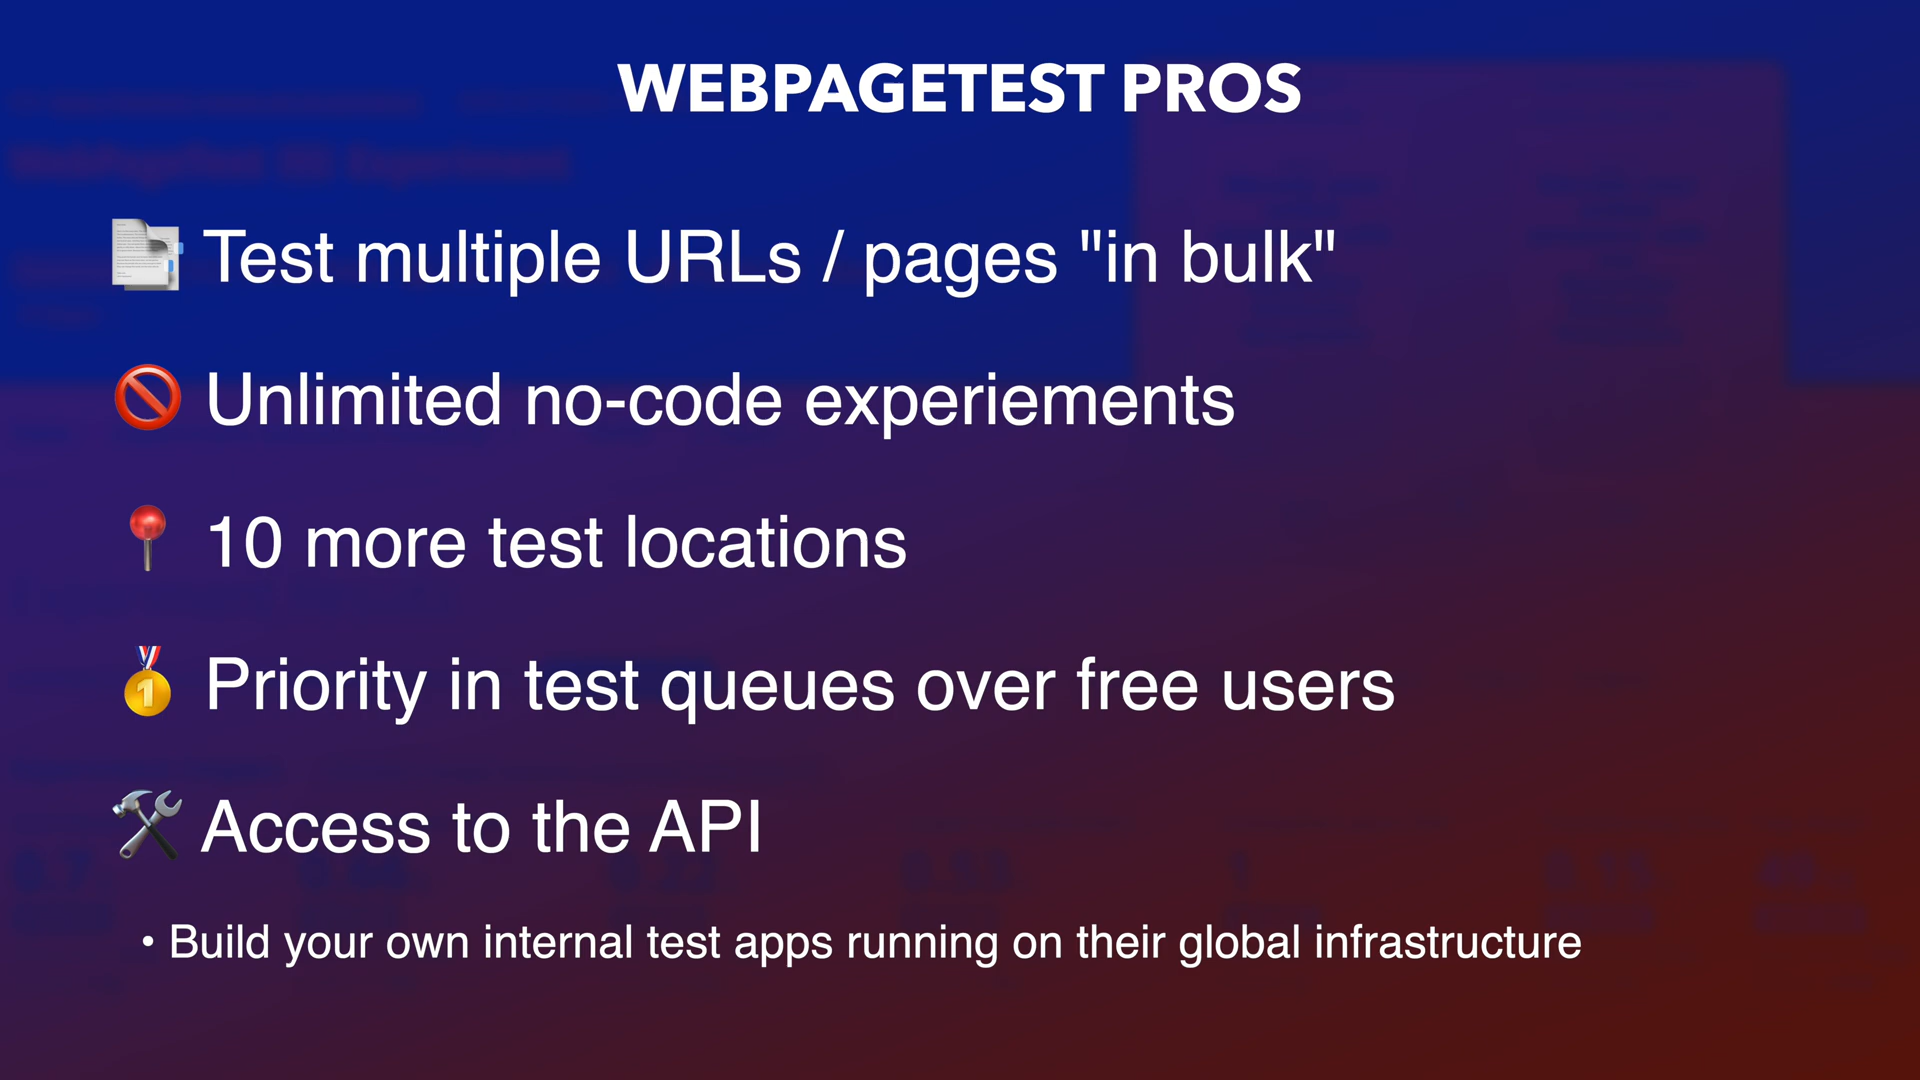 WEBPAGETEST PROS
Test multiple URLs / pages "in bulk"
Unlimited no-code experiements
10 more test locations
Priority in test queues over free users
Access to the API
• Build your own internal test apps running on their global infrastructure